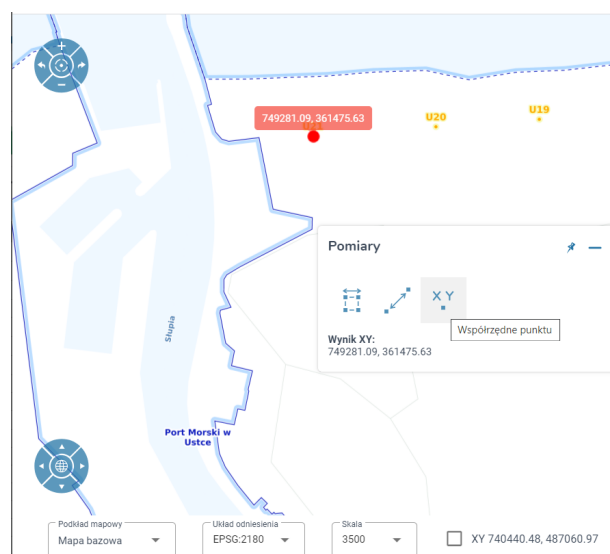 U19
749281.09, 361475.63
U20
Pomiary
X Y
Współrzędne punktu
Wynik XY:
749281.09, 361475.63
Słupia
Port Morski w
Ustce
Podkład mapowy
Mapa bazowa
Układ odniesienia
EPSG:2180
Skala
3500
XY 740440.48, 487060.97